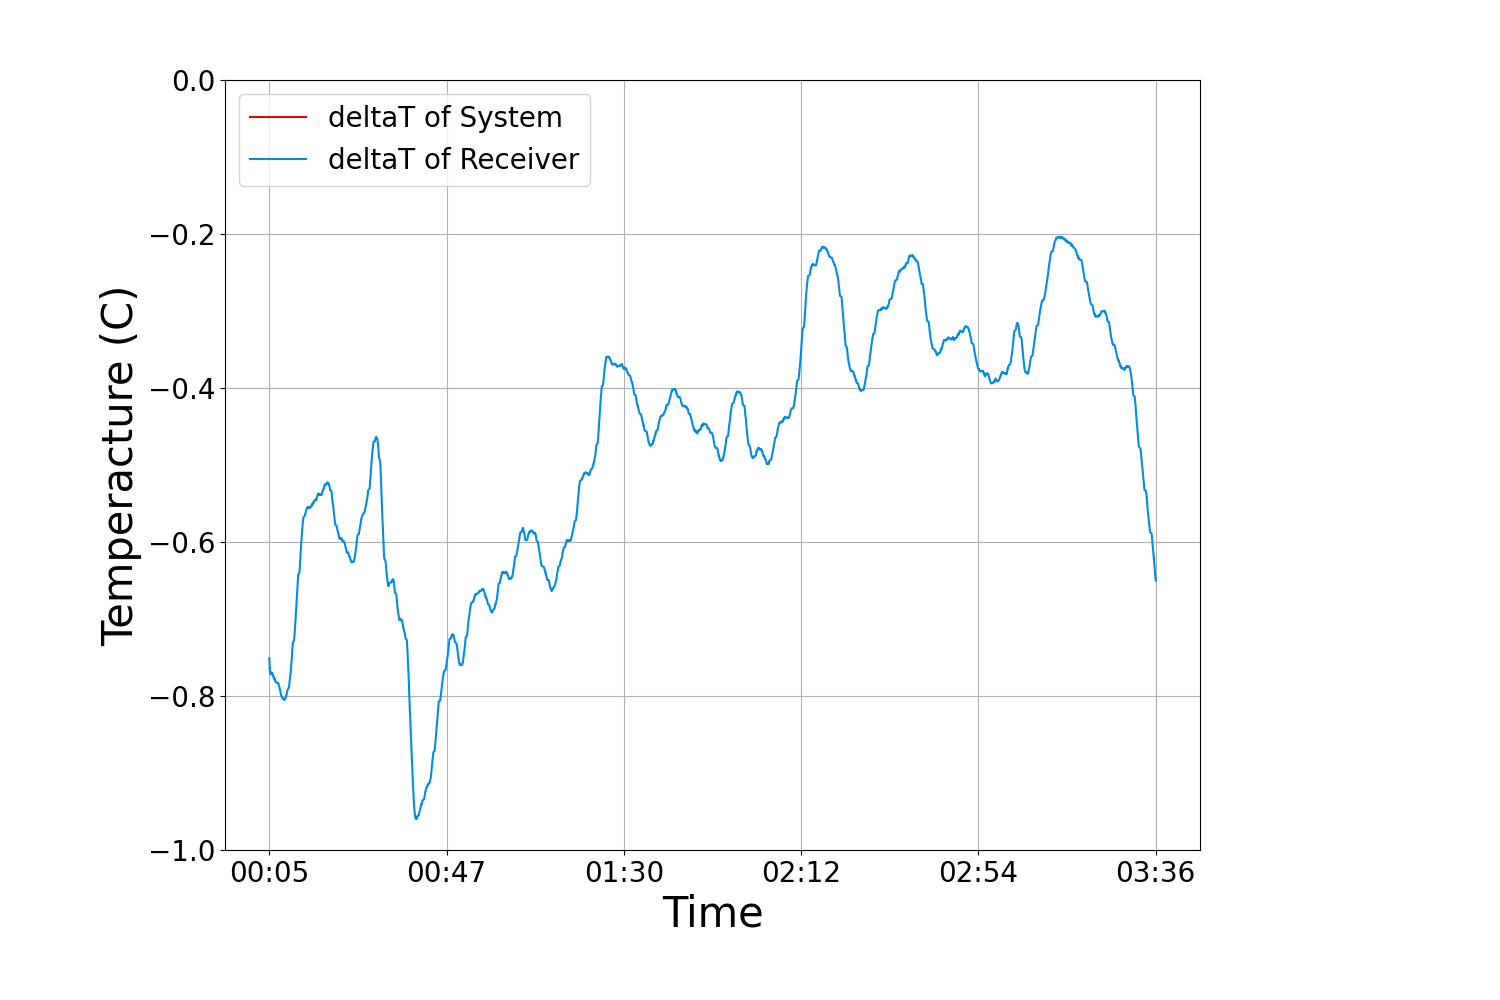 0.0
deltaT of System
deltaT of Receiver
−0.2
−0.4
−0.6
−0.8
−1.0
Temperacture (C)
00:05 00:47 01:30 02:12 02:54 03:36
Time